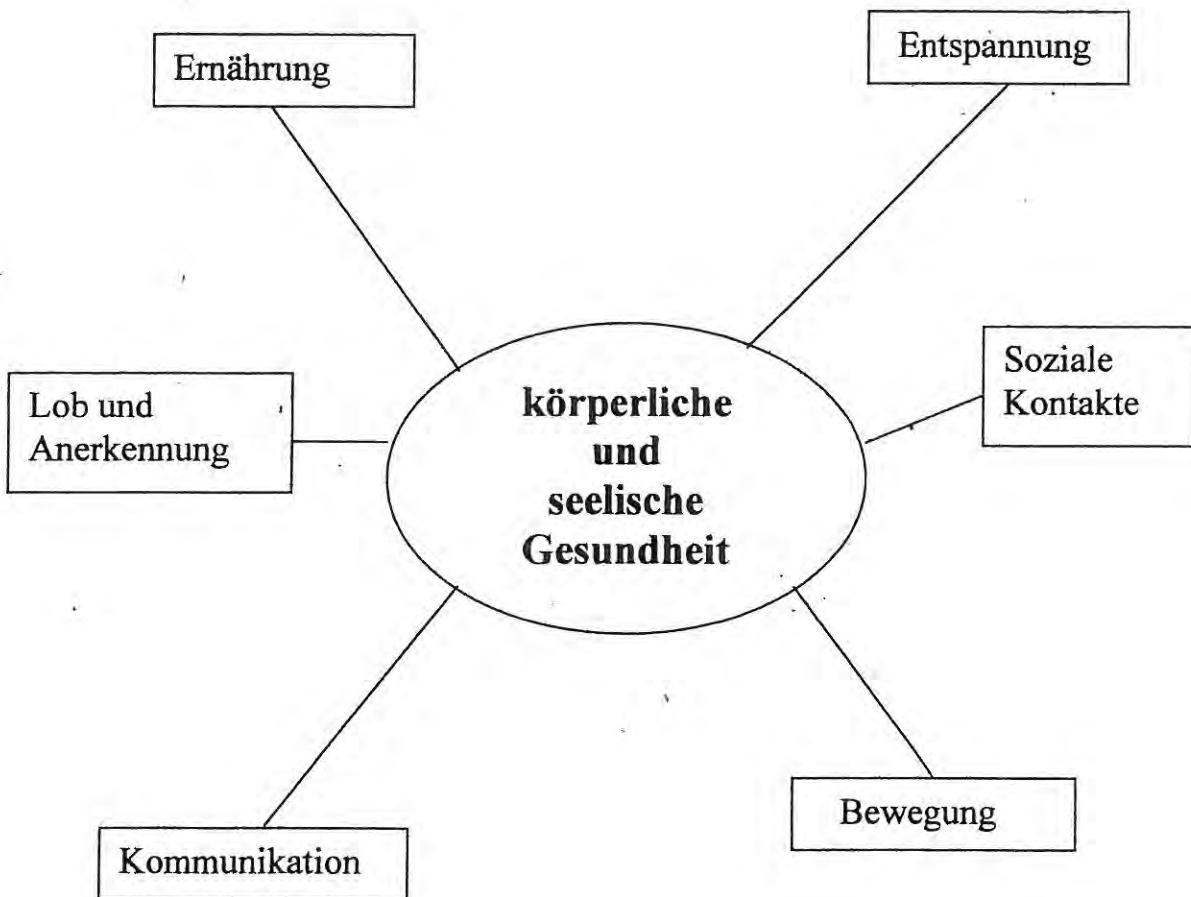 Ernährung
Entspannung
Lob und
Anerkennung
körperliche
und
seelische
Gesundheit
Soziale
Kontakte
Kommunikation
Bewegung